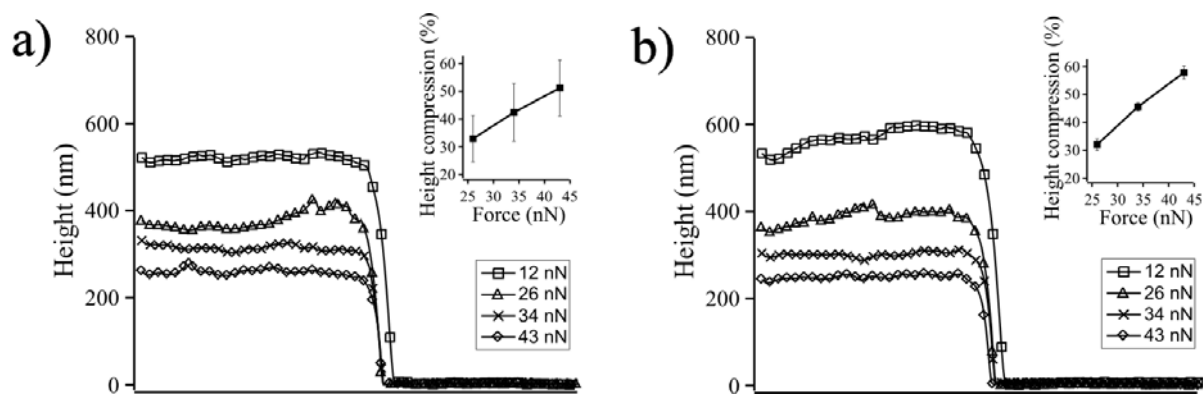 a)
Height (nm)
800
600
400
200
0
Height compression (%)
60
50
40
30
20
25 30 35 40 45
Force (nN)
12 nN
26 nN
34 nN
43 nN
b)
Height (nm)
800
600
400
200
0
Height compression (%)
60
50
40
30
20
25 30 35 40 45
Force (nN)
12 nN
26 nN
34 nN
43 nN